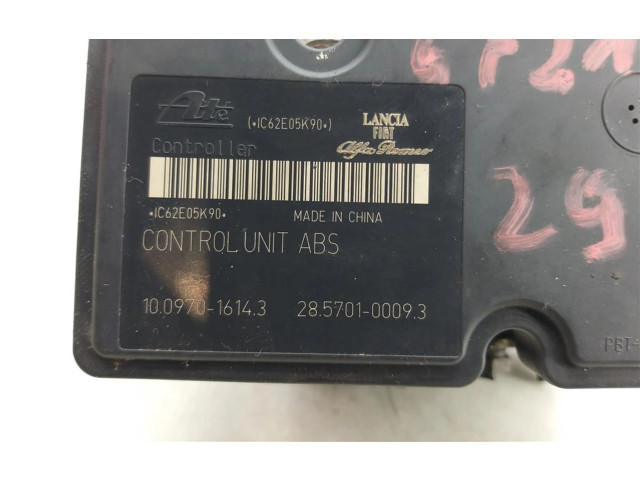 Ate (*IC62E05K90*) LANCIA
FIAT
Controller Alfa Romeo
*IC62E05K90* MADE IN CHINA
CONTROL UNIT ABS
10.0970-1614.3 28.5701-0009.3
29
PBT-